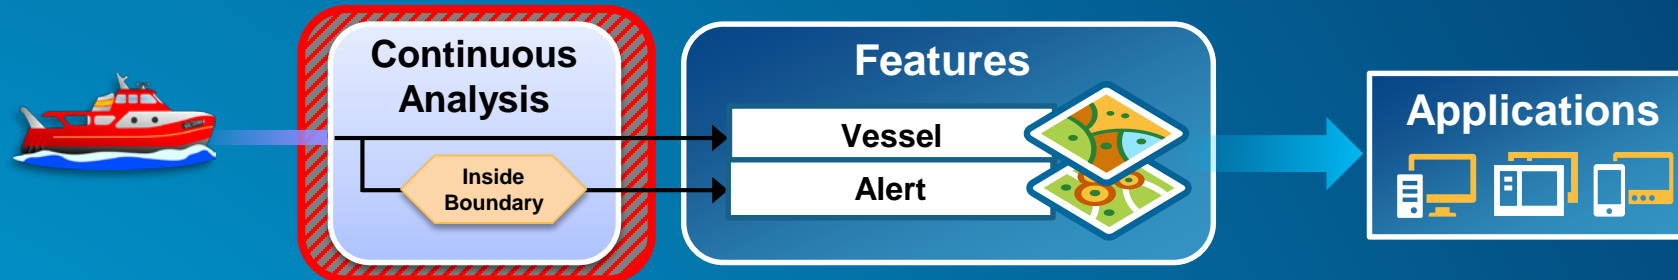 Continuous
Analysis
Inside
Boundary
Features
Vessel
Alert
Applications